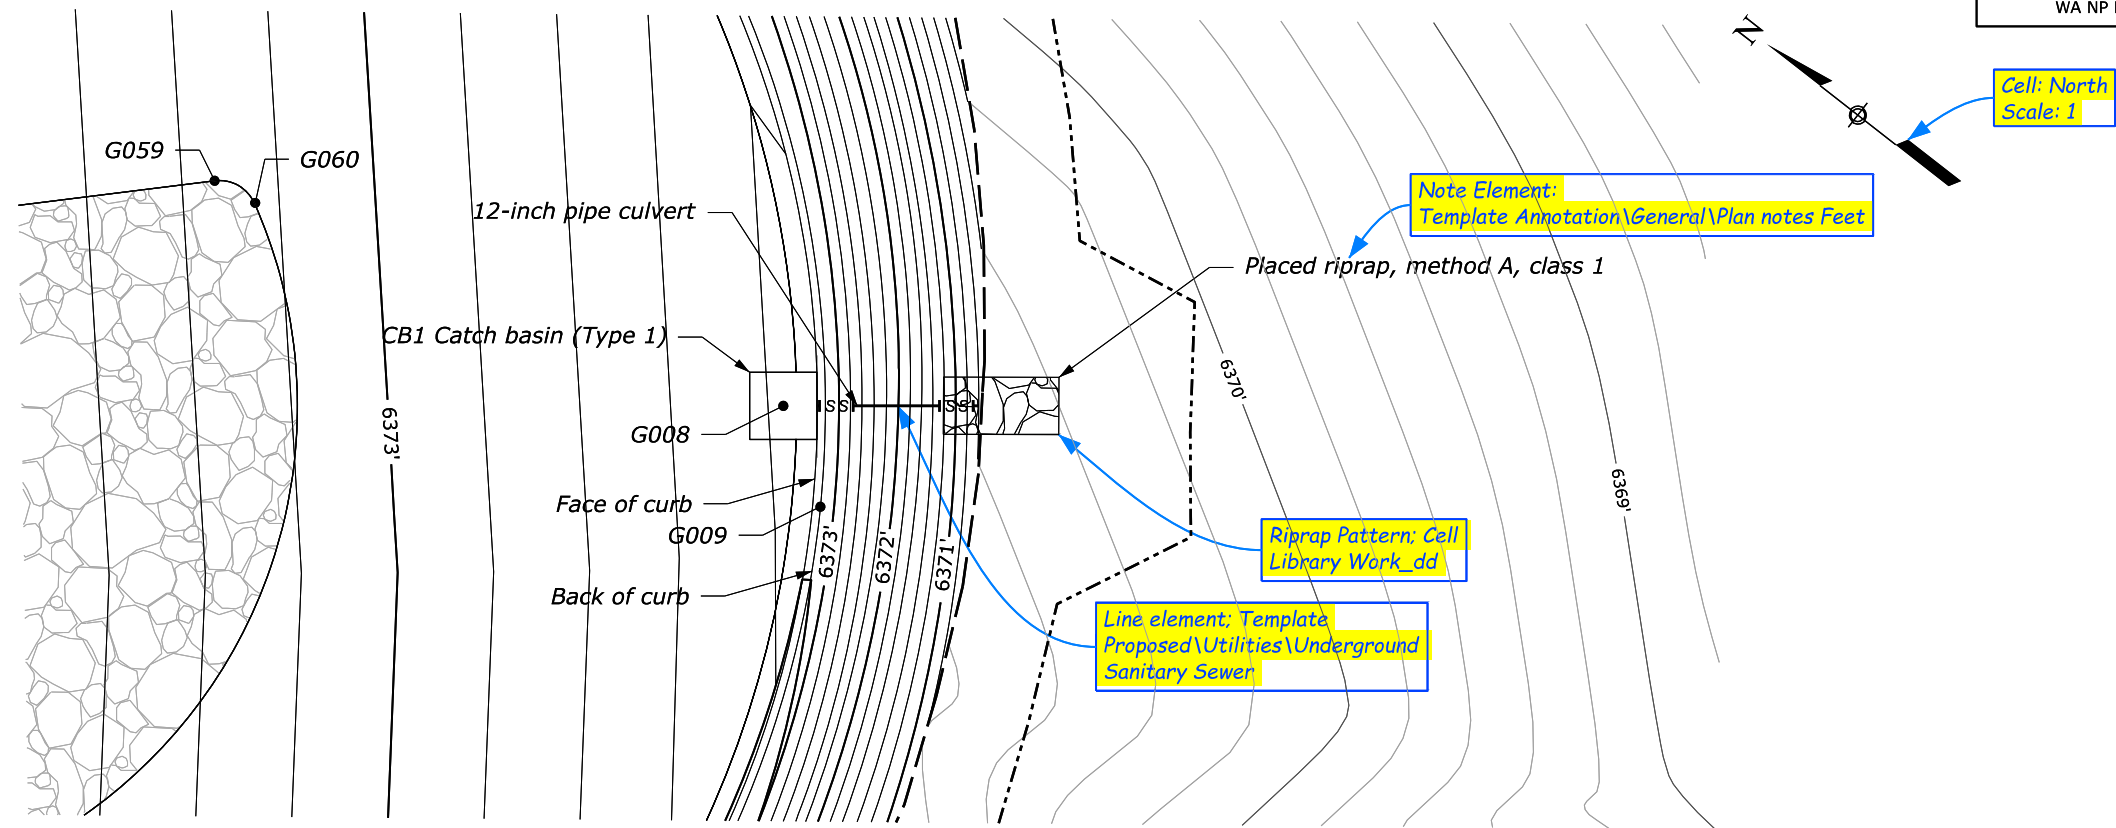 WA NP
N
Cell: North
Scale: 1
G059
G060
Note Element:
Template Annotation\General\Plan notes Feet
12-inch pipe culvert
Placed riprap, method A, class 1
CB1 Catch basin (Type 1)
6370'
6373'
SS
SS
G008
6369'
Face of curb
G009
Riprap Pattern; Cell
Library Work_dd
6373'
6372'
6371'
Back of curb
Line element; Template
Proposed\Utilities\Underground
Sanitary Sewer